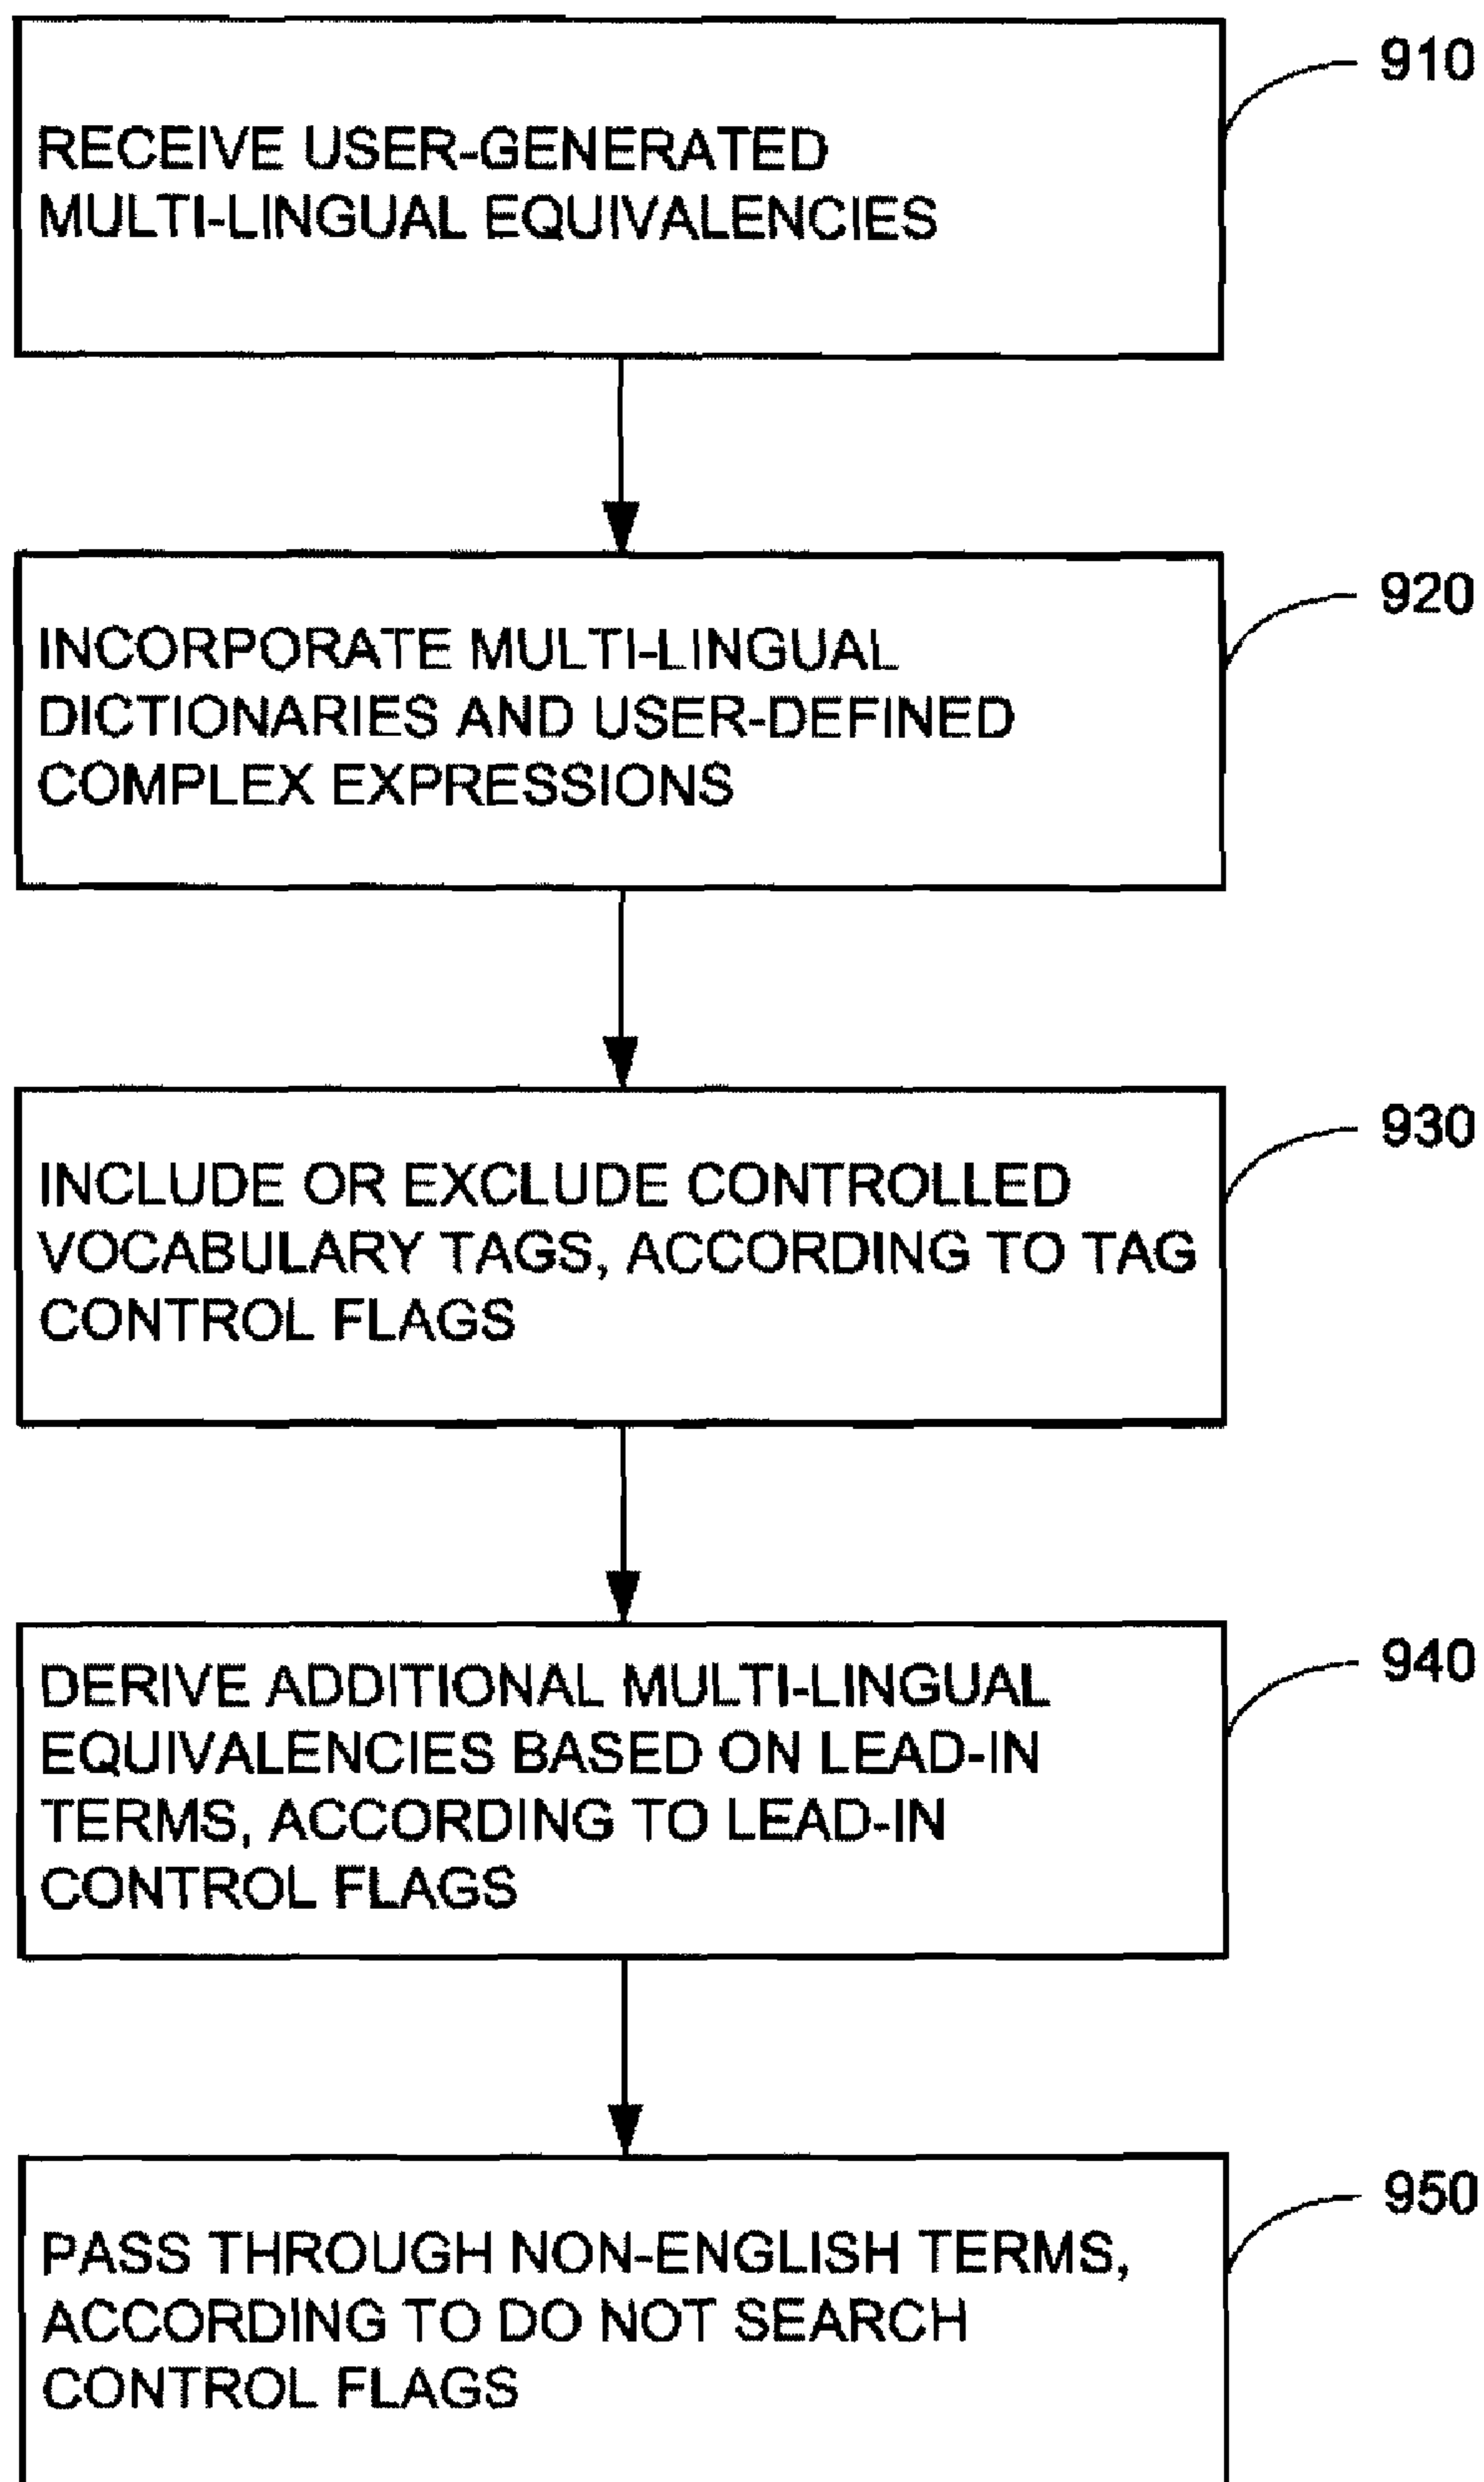 910
RECEIVE USER-GENERATED
MULTI-LINGUAL EQUIVALENCIES
920
INCORPORATE MULTI-LINGUAL
DICTIONARIES AND USER-DEFINED
COMPLEX EXPRESSIONS
930
INCLUDE OR EXCLUDE CONTROLLED
VOCABULARY TAGS, ACCORDING TO TAG
CONTROL FLAGS
940
DERIVE ADDITIONAL MULTI-LINGUAL
EQUIVALENCIES BASED ON LEAD-IN
TERMS, ACCORDING TO LEAD-IN
CONTROL FLAGS
950
PASS THROUGH NON-ENGLISH TERMS,
ACCORDING TO DO NOT SEARCH
CONTROL FLAGS